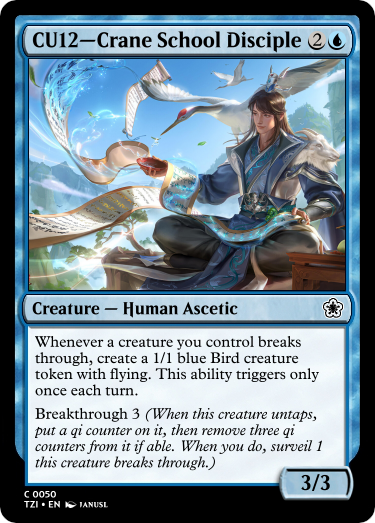 CU12—Crane School Disciple 2
Creature — Human Ascetic
Whenever a creature you control breaks
through, create a 1/1 blue Bird creature
token with flying. This ability triggers only
once each turn.
Breakthrough 3 (When this creature untaps,
put a qi counter on it, then remove three qi
counters from it if able. When you do, surveil 1
this creature breaks through.)
3/3
C 0050
TZI • EN JANUSL